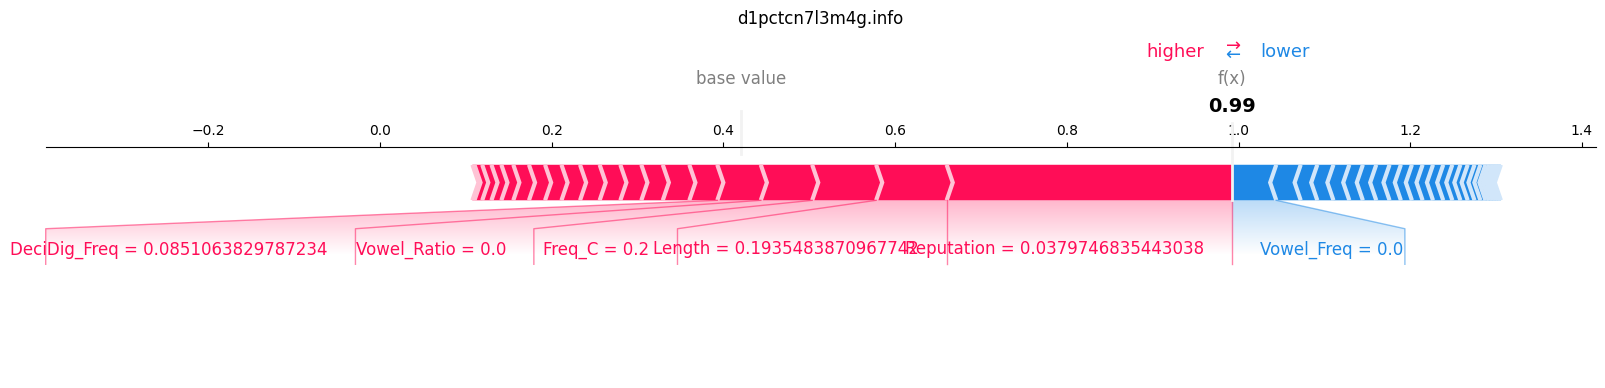 d1pctcn7l3m4g.info
higher ⇄ lower
base value f(x)
0.99
−0.2 0.0 0.2 0.4 0.6 0.8 1.0 1.2 1.4
DeciDig_Freq = 0.0851063829787234 Vowel_Ratio = 0.0 Freq_C = 0.2 Length = 0.1935483870967742 Reputation = 0.0379746835443038 Vowel_Freq = 0.0